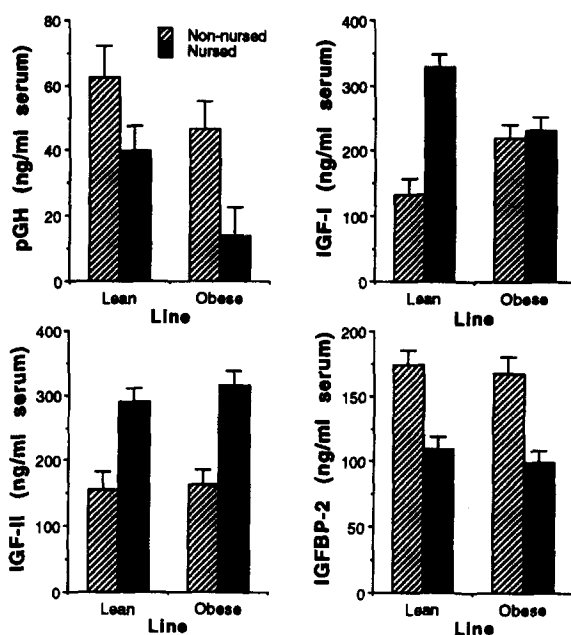 Non-nursed
Nursed
pGH (ng/ml serum)
80
60
40
20
0
Lean
Obese
Line
IGF-I (ng/ml serum)
400
300
200
100
0
Lean
Obese
Line
IGF-II (ng/ml serum)
400
300
200
100
0
Lean
Obese
Line
IGFBP-2 (ng/ml serum)
200
150
100
50
0
Lean
Obese
Line